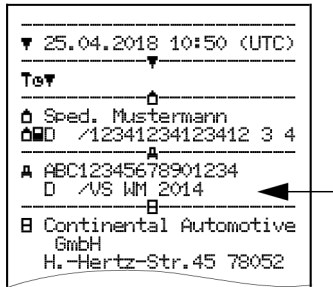 ▼ 25.04.2018 10:50 (UTC)
T
Sped. Mustermann
D /12341234123412 3 4
A ABC12345678901234
D /VS WM 2014
Continental Automotive
GmbH
H.-Hertz-Str.45 78052